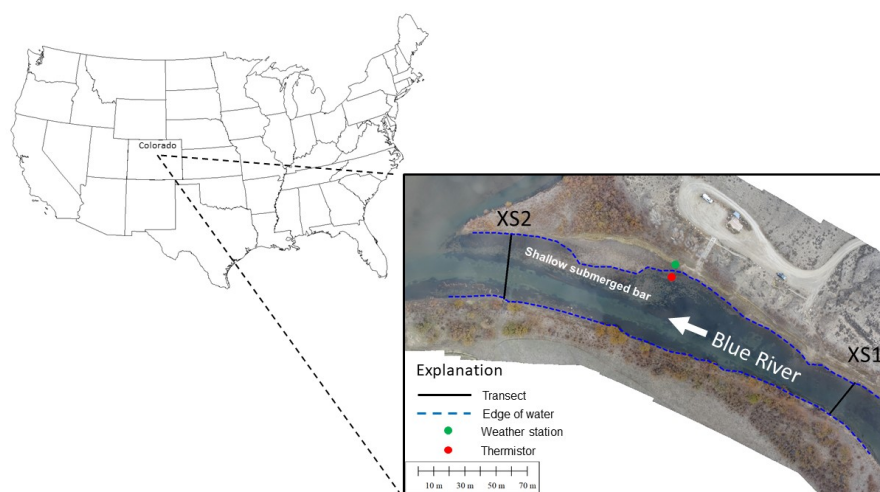 Colorado
XS2
Shallow submerged bar
Blue River
XS1
Explanation
Transect
Edge of water
Weather station
Thermistor
10 m 30 m 50 m 70 m